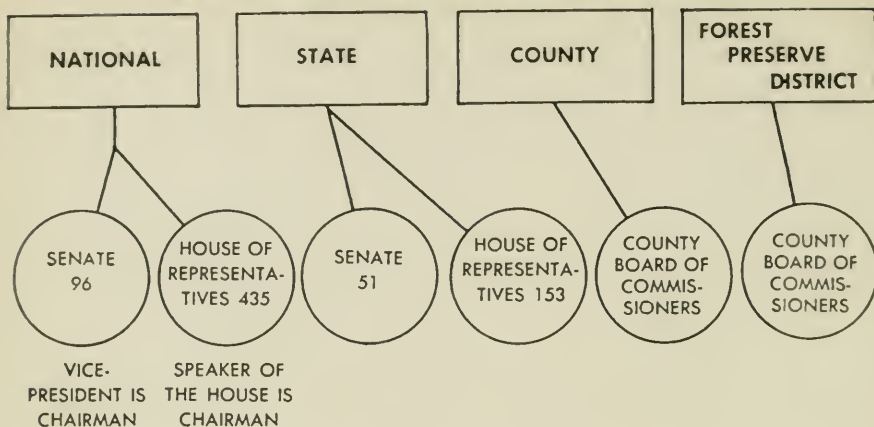 NATIONAL
STATE
COUNTY
FOREST
PRESERVE
DISTRICT
SENATE
96
HOUSE OF
REPRESENTA-
TIVES 435
SENATE
51
HOUSE OF
REPRESENTA-
TIVES 153
COUNTY
BOARD OF
COMMIS-
SIONERS
COUNTY
BOARD OF
COMMIS-
SIONERS
VICE-
PRESIDENT IS
CHAIRMAN
SPEAKER OF
THE HOUSE IS
CHAIRMAN